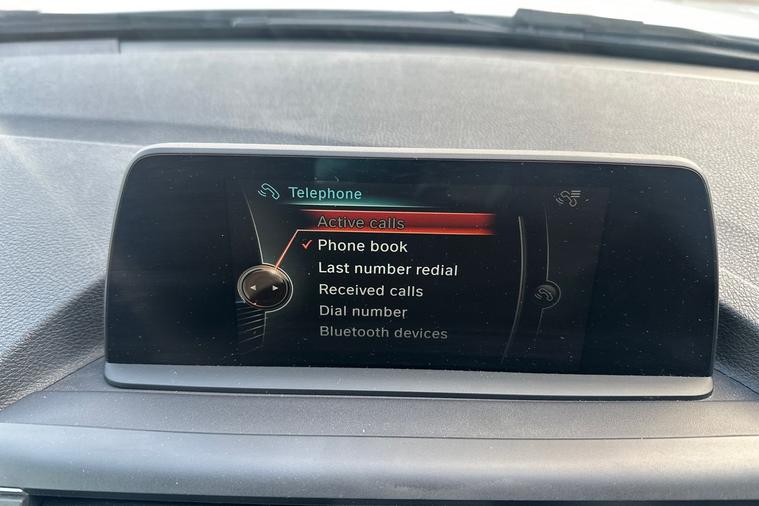 Telephone
Active calls
Phone book
Last number redial
Received calls
Dial number
Bluetooth devices